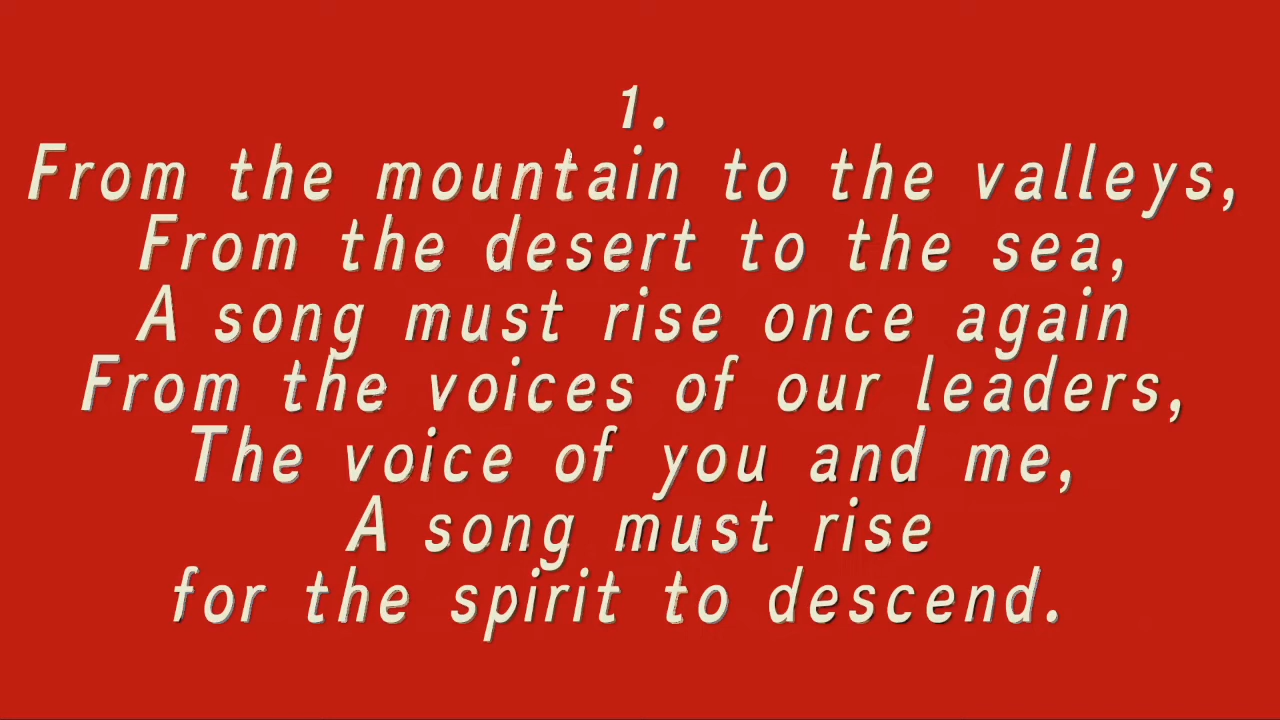 1.
From the mountain to the valleys,
From the desert to the sea,
A song must rise once again
From the voices of our leaders,
The voice of you and me,
A song must rise
for the spirit to descend.